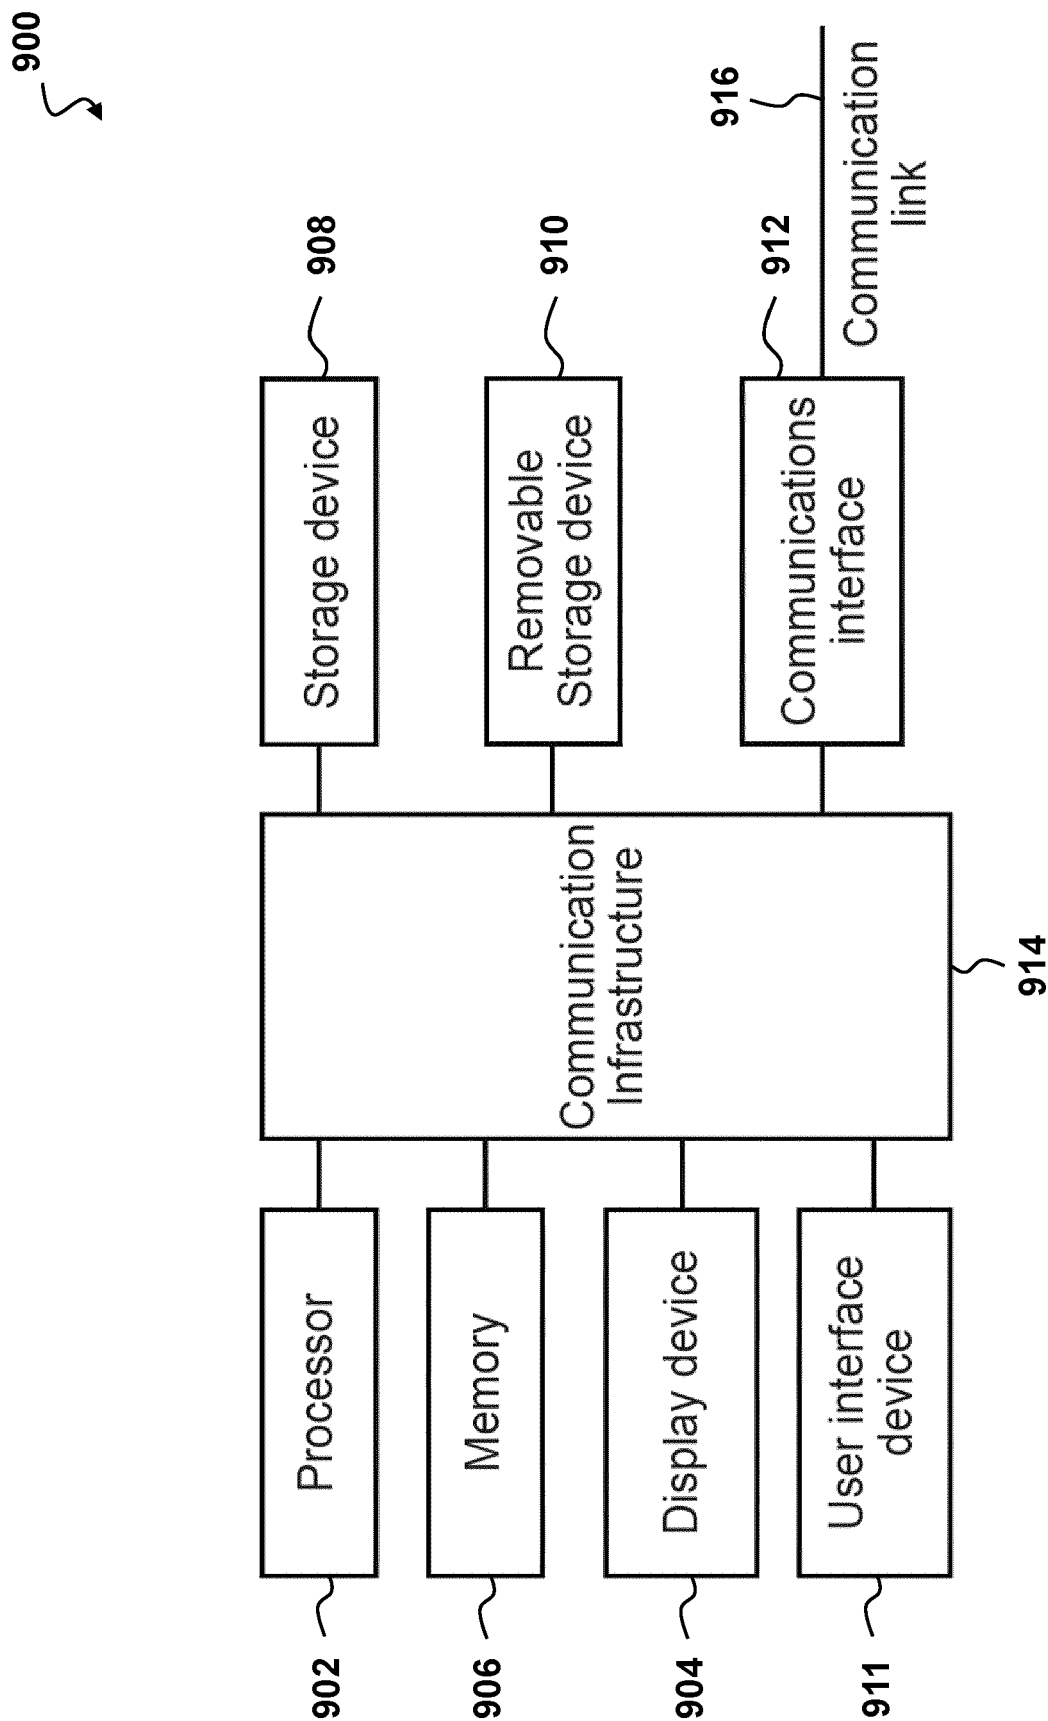 900
902
Processor
908
Storage device
906
Memory
910
Removable
Storage device
904
Display device
912
Communications
interface
911
User interface
device
Communication
Infrastructure
914
916
Communication
link